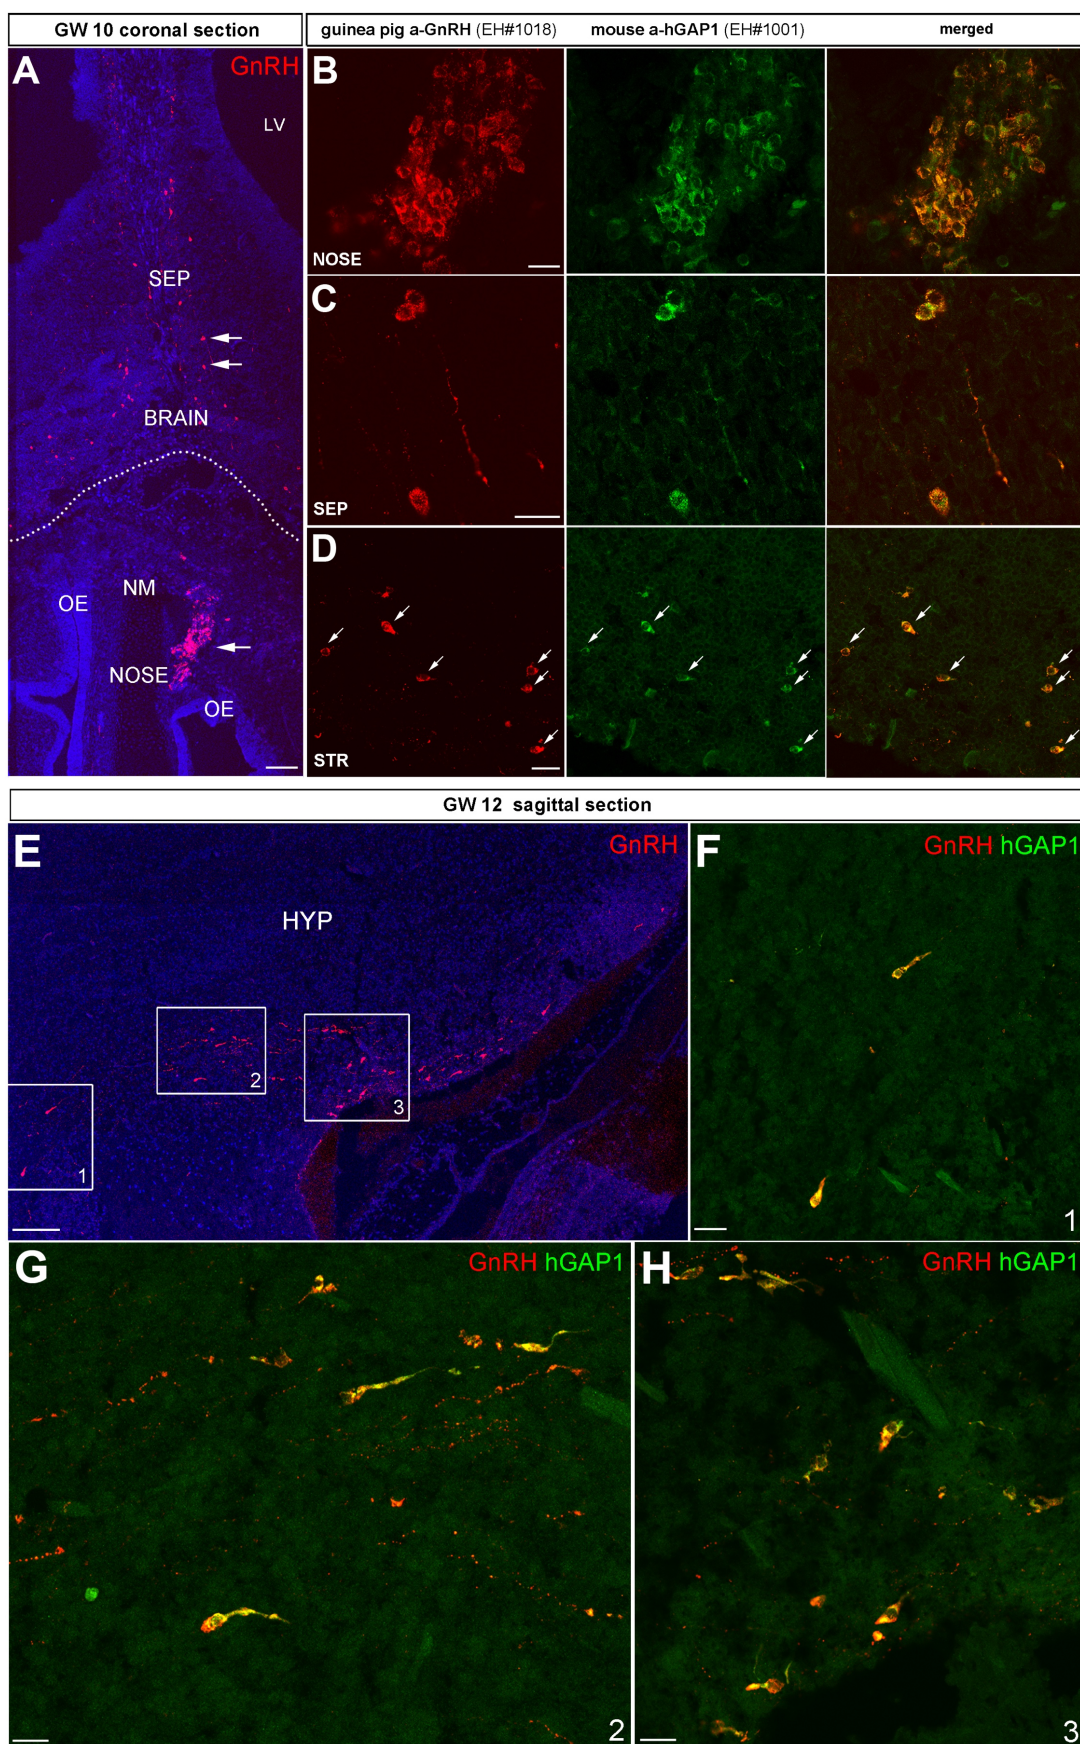 GW 10 coronal section
guinea pig a-GnRH (EH#1018)
mouse a-hGAP1 (EH#1001)
merged
A
GnRH
LV
SEP
BRAIN
NM
OE
NOSE
OE
B
NOSE
C
SEP
D
STR
GW 12 sagittal section
E
GnRH
HYP
1
2
3
F
GnRH hGAP1
1
G
GnRH hGAP1
2
H
GnRH hGAP1
3